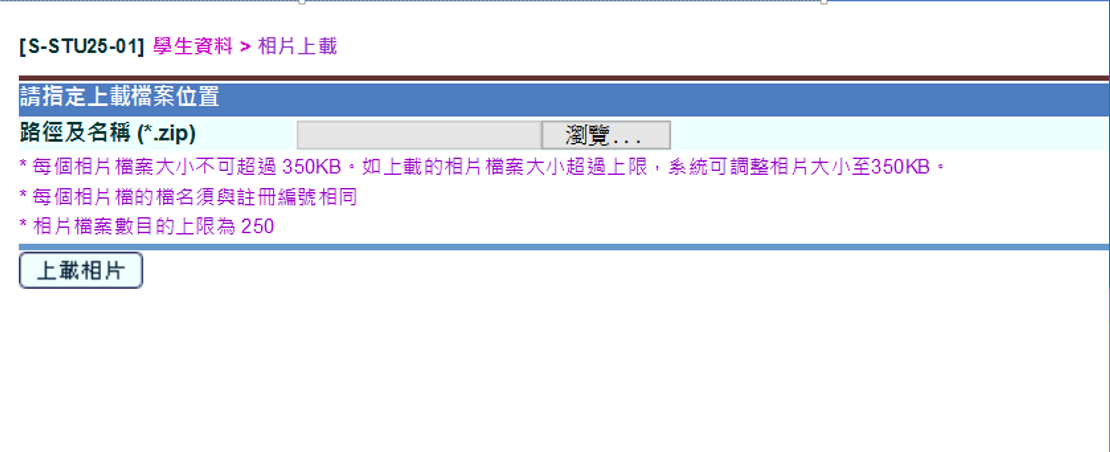 [S-STU25-01] 學生資料 > 相片上載
請指定上載檔案位置
路徑及名稱 (*.zip) 瀏覽...
* 每個相片檔案大小不可超過 350KB。如上載的相片檔案大小超過上限，系統可調整相片大小至350KB。
* 每個相片檔的檔名須與註冊編號相同
* 相片檔案數目的上限為 250
上載相片